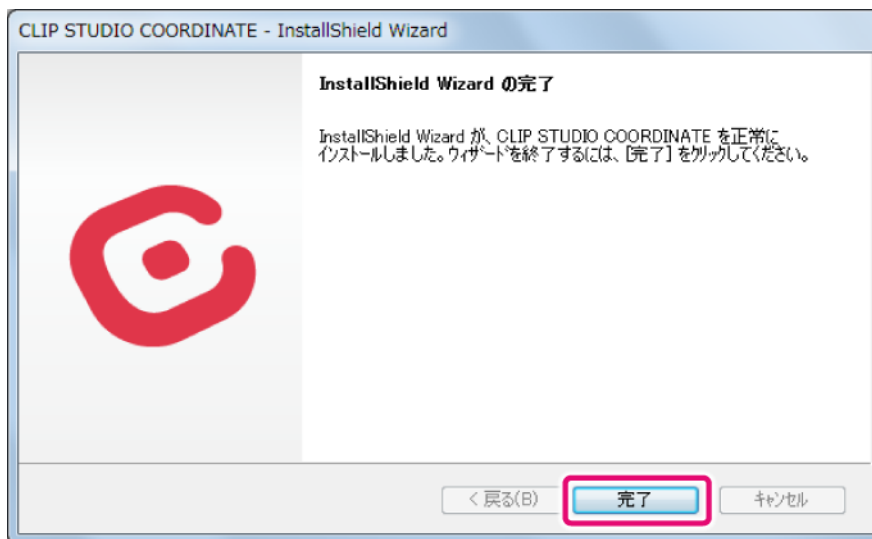 CLIP STUDIO COORDINATE - InstallShield Wizard
InstallShield Wizard の完了
InstallShield Wizard が、CLIP STUDIO COORDINATE を正常に
インストールしました。ウィザードを終了するには、[完了] をクリックしてください。
< 戻る(B)
完了
キャンセル